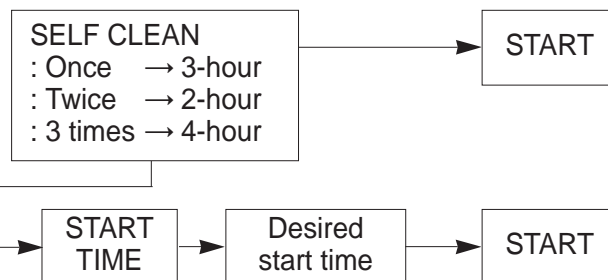 SELF CLEAN
: Once → 3-hour
: Twice → 2-hour
: 3 times → 4-hour
START
START
TIME
Desired
start time
START